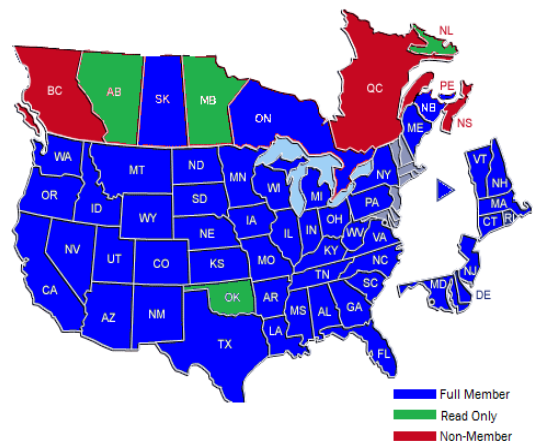 NL
BC
AB
SK
MB
ON
QC
PE
NB
NS
ME
WA
MT
ND
MN
WI
MI
NY
VT
NH
MA
CT
RI
OR
ID
WY
SD
IA
NE
IL
IN
OH
PA
NJ
MD
DE
NV
UT
CO
KS
MO
KY
WV
VA
NC
TN
SC
CA
AZ
NM
OK
AR
MS
AL
GA
LA
TX
FL
Full Member
Read Only
Non-Member